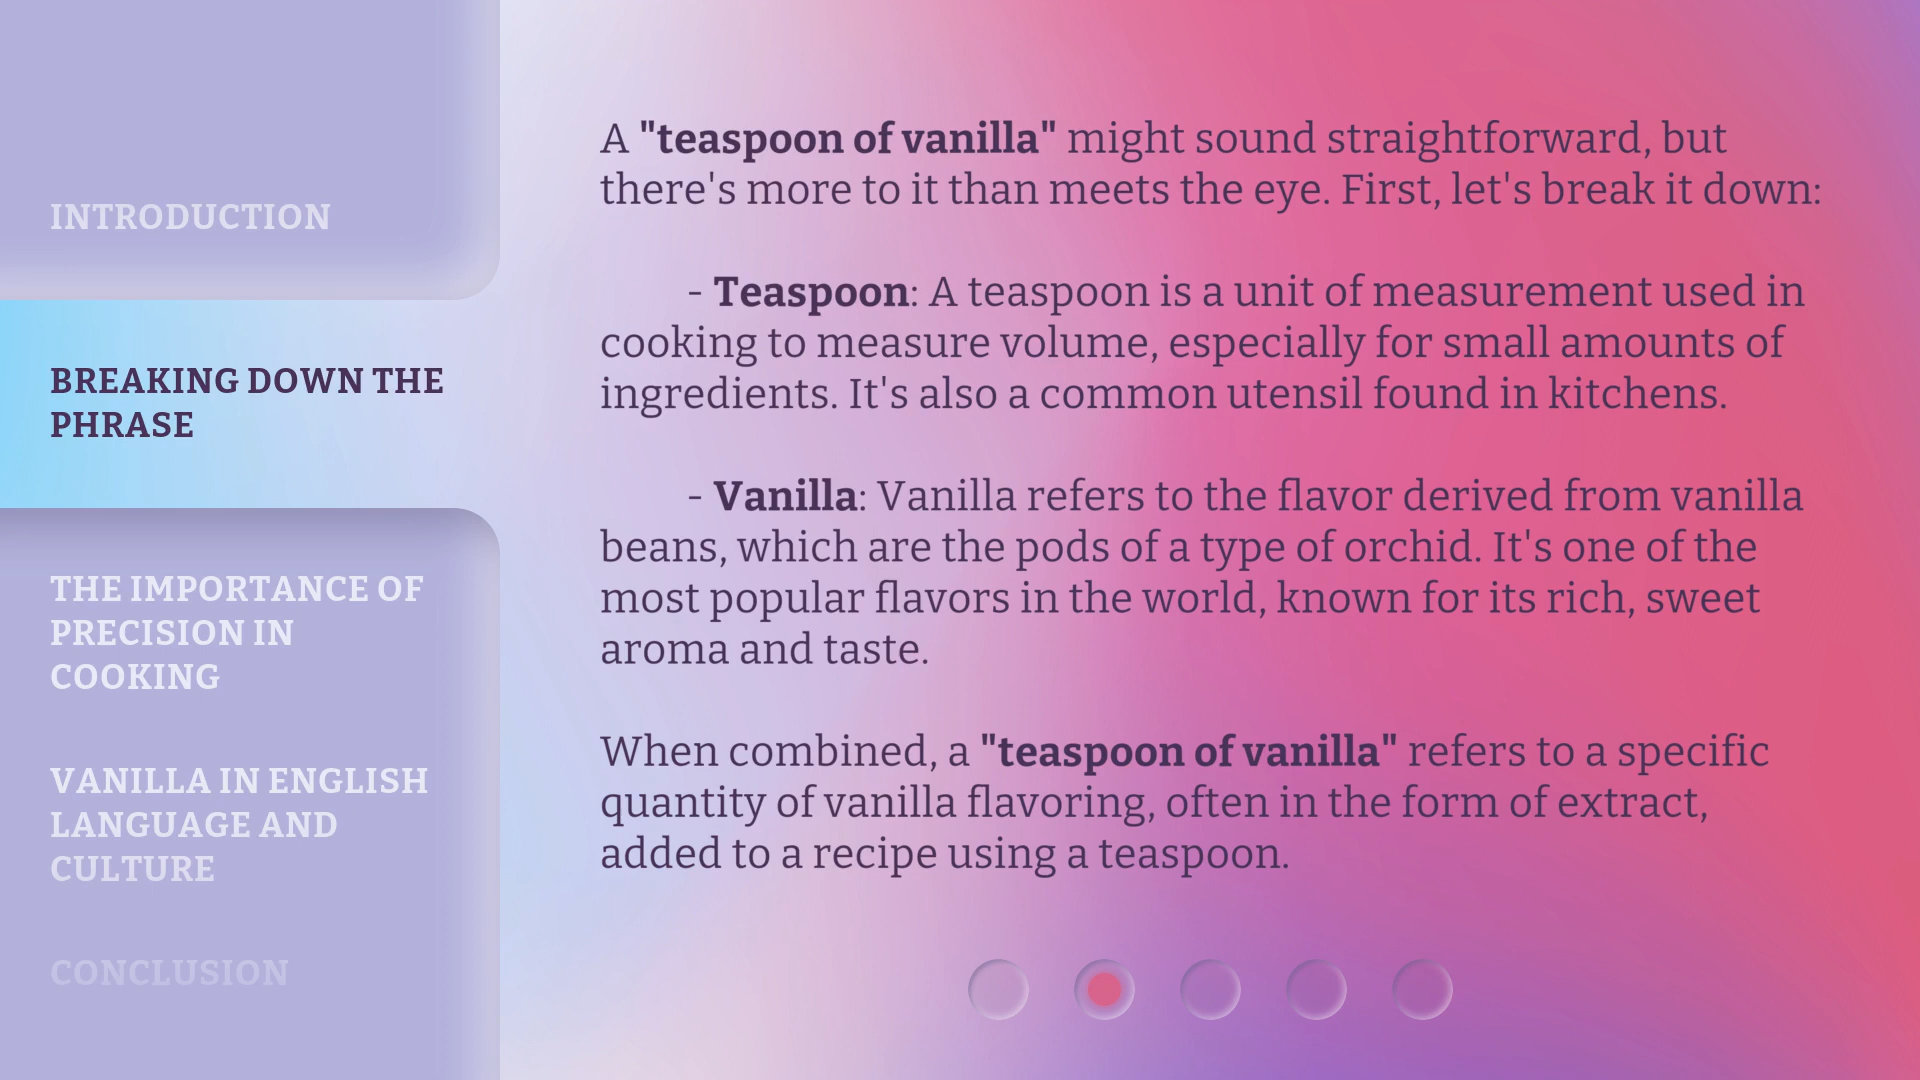 INTRODUCTION
BREAKING DOWN THE
PHRASE
THE IMPORTANCE OF
PRECISION IN
COOKING
VANILLA IN ENGLISH
LANGUAGE AND
CULTURE
CONCLUSION
A "teaspoon of vanilla" might sound straightforward, but
there's more to it than meets the eye. First, let's break it down:
- Teaspoon: A teaspoon is a unit of measurement used in
cooking to measure volume, especially for small amounts of
ingredients. It's also a common utensil found in kitchens.
- Vanilla: Vanilla refers to the flavor derived from vanilla
beans, which are the pods of a type of orchid. It's one of the
most popular flavors in the world, known for its rich, sweet
aroma and taste.
When combined, a "teaspoon of vanilla" refers to a specific
quantity of vanilla flavoring, often in the form of extract,
added to a recipe using a teaspoon.